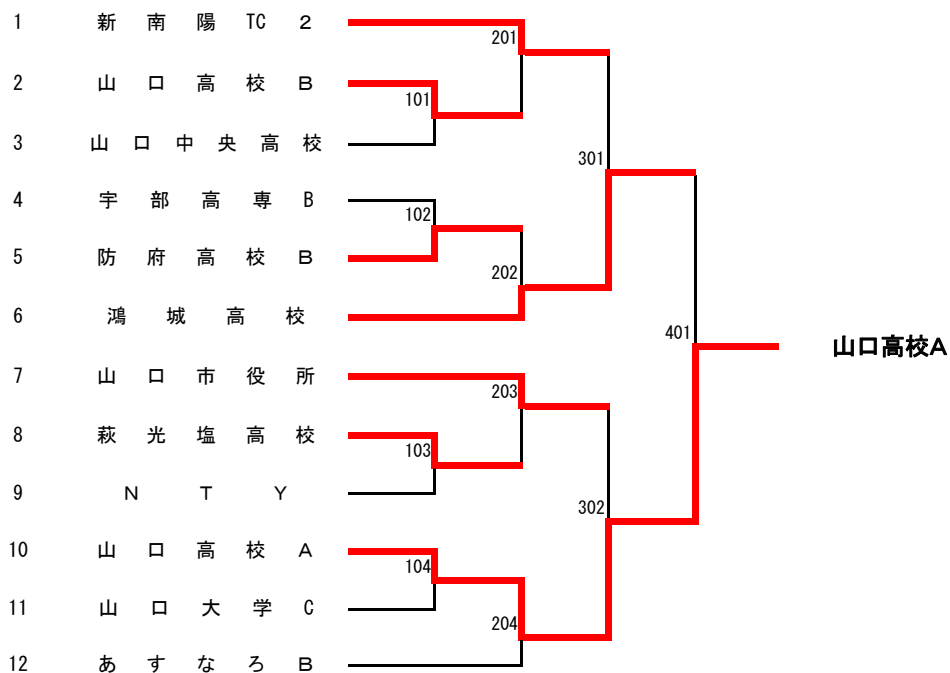 1 新南陽TC2
201
2 山口高校B
101
3 山口中央高校
301
4 宇部高専B
102
5 防府高校B
202
6 鴻城高校
401
山口高校A
7 山口市役所
203
8 萩光塩高校
103
9 NTY
302
10 山口高校A
104
11 山口大学C
204
12 あすなろB